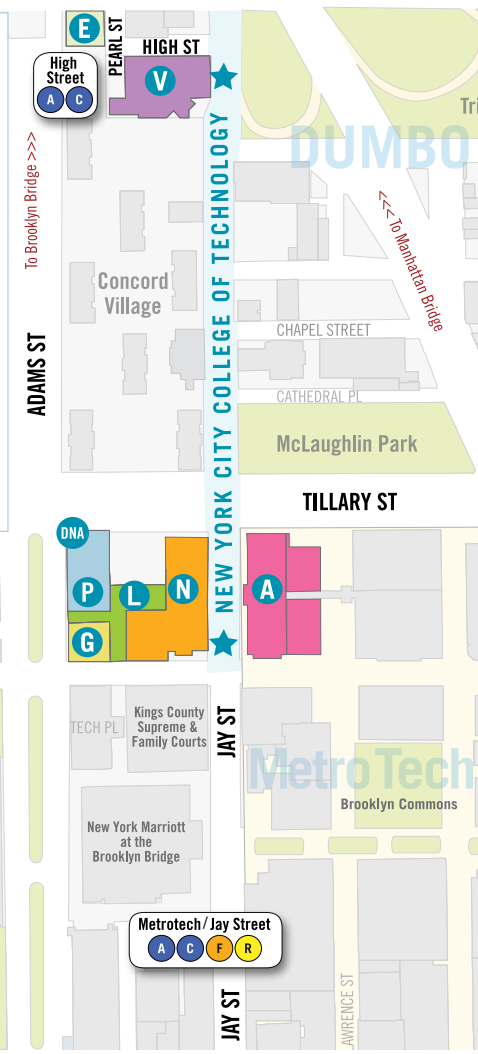 E
PEARL ST
HIGH ST
High
Street
A C
V
Tri
DUMBO
To Brooklyn Bridge >>>
<<< To Manhattan Bridge
NEW YORK CITY COLLEGE OF TECHNOLOGY
Concord
Village
CHAPEL STREET
ADAMS ST
CATHEDRAL PL
McLaughlin Park
TILLARY ST
DNA
P
L
N
A
G
TECH PL
Kings County
Supreme &
Family Courts
JAY ST
MetroTech
Brooklyn Commons
New York Marriott
at the
Brooklyn Bridge
Metrotech/Jay Street
A C F R
JAY ST
AWRENCE ST